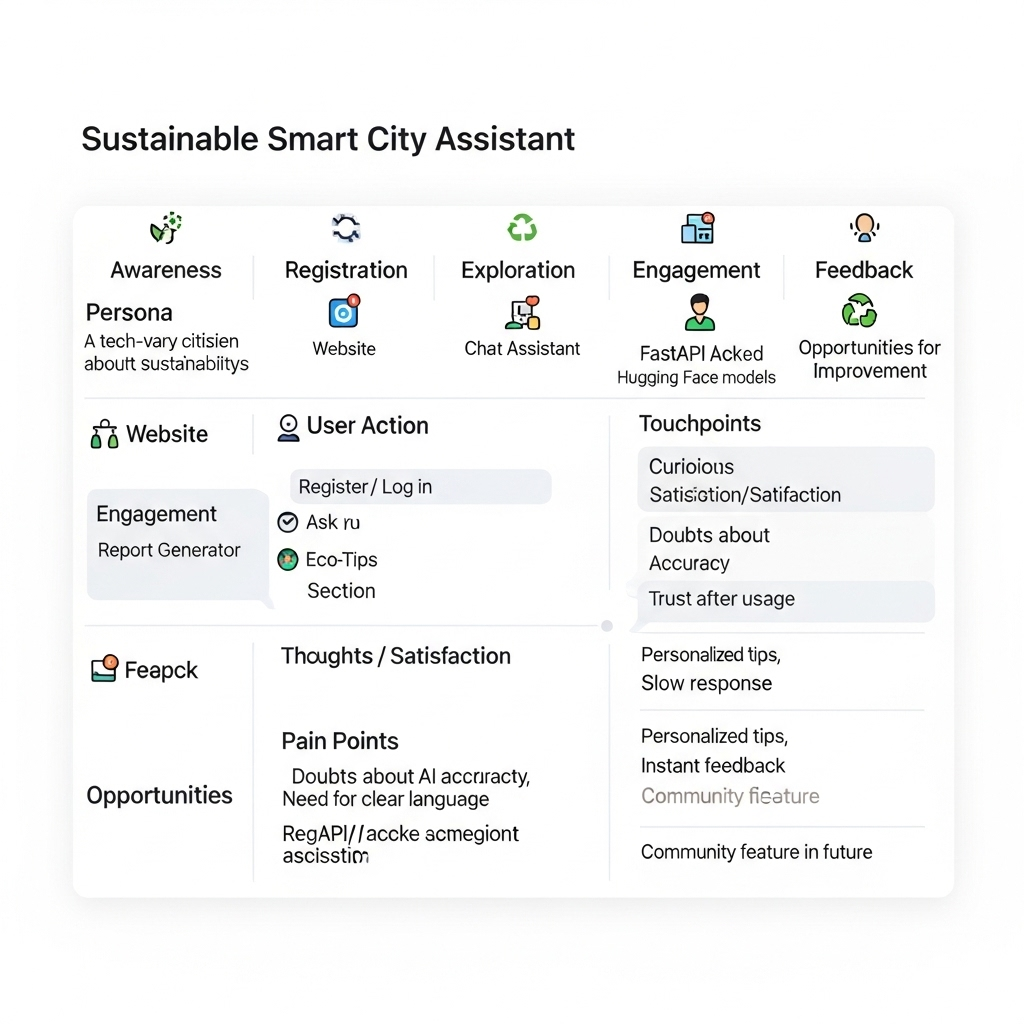 Sustainable Smart City Assistant
Awareness
Registration
Exploration
Engagement
Feedback
Persona
A tech-vary citisien
aboutt sustainabiitys
Website
Chat Assistant
FastAPI Acked
Hugging Face models
Opportunities for
Improvement
Website
User Action
Touchpoints
Register / Log in
Curioious
Satisiction/Satifaction
Engagement
Report Generator
Ask ru
Eco-Tips
Section
Doubts about
Accuracy
Trust after usage
Feapck
Thoughts / Satisfaction
Personalized tips,
Slow response
Pain Points
Doubts about AI
Need for clear language
Personalized tips,
Instant feedback
Community
Opportunities
RegAPI//accke acmegiont
Community feature in future